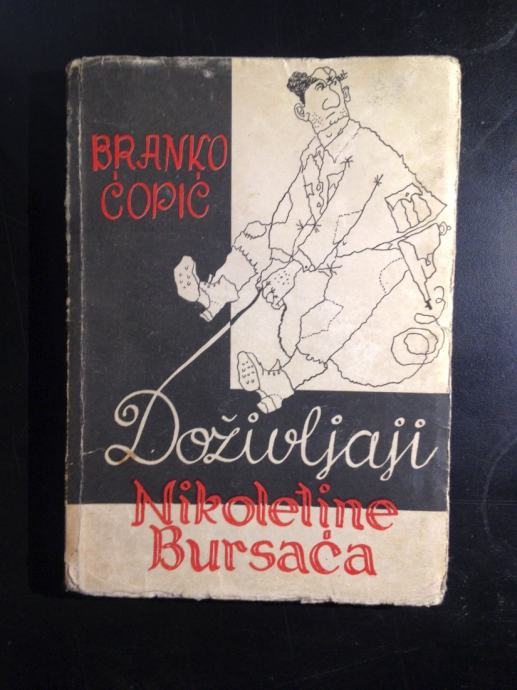 BRANKO
ĆOPIĆ
Doživljaji
Nikoletine
Bursaća